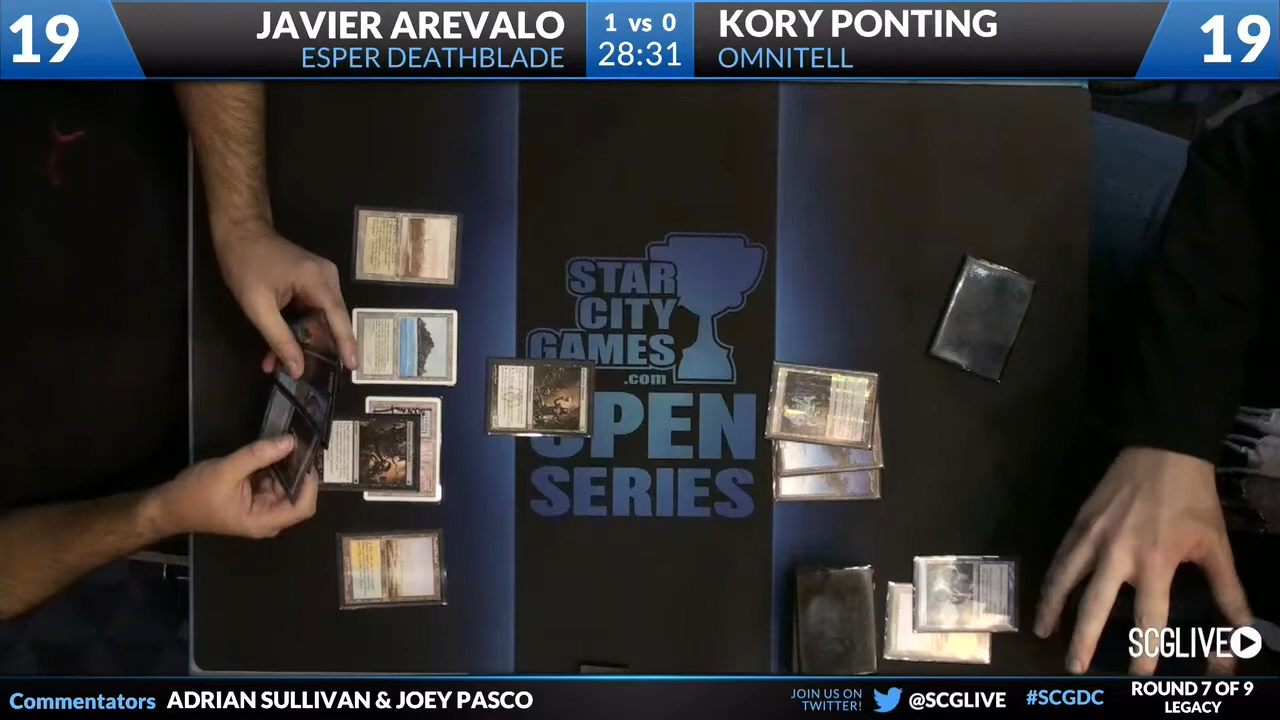 19
JAVIER AREVALO
ESPER DEATHBLADE
1 vs 0
28:31
KORY PONTING
OMNITELL
19
STAR
CITY
GAMES
.com
OPEN
SERIES
SCGLIVE
Commentators ADRIAN SULLIVAN & JOEY PASCO
JOIN US ON
TWITTER!
@SCGLIVE
#SCGDC
ROUND 7 OF 9
LEGACY